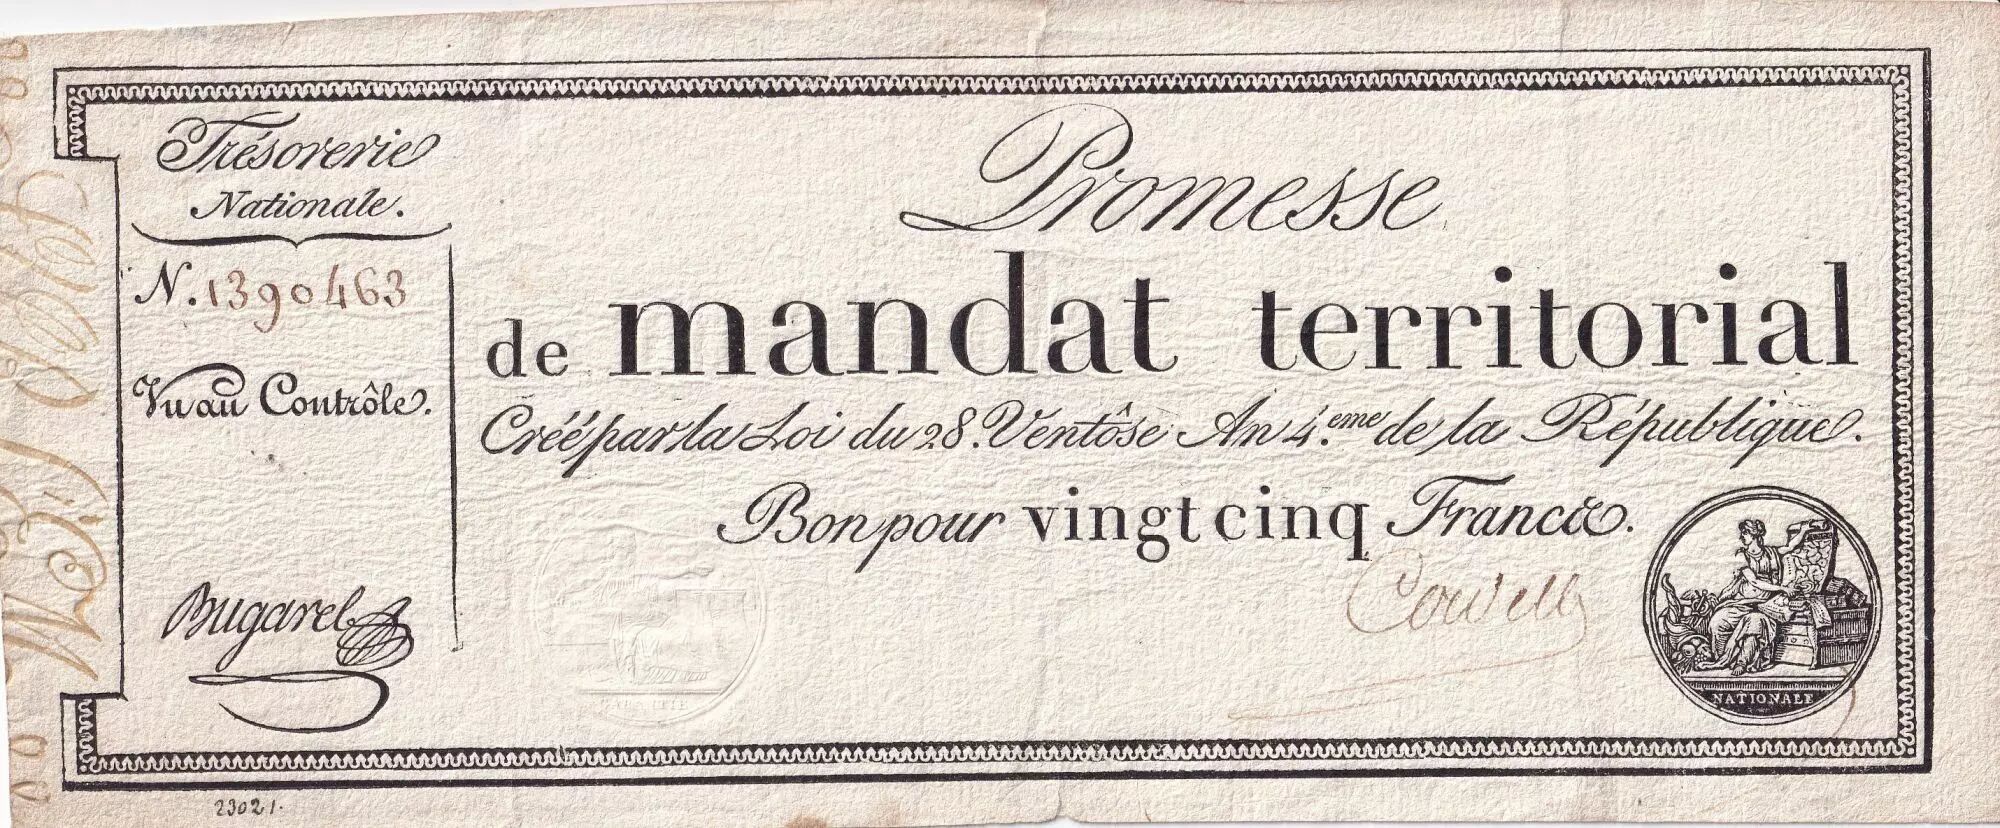 Trésorerie
Nationale.
N. 1390463
Vu au Contrôle.
Bugarel
Promesse
de mandat territorial
Créé par la Loi du 28. Ventôse An 4.eme de la République.
Bon pour vingt cinq Francs.
NATIONALE
23021.